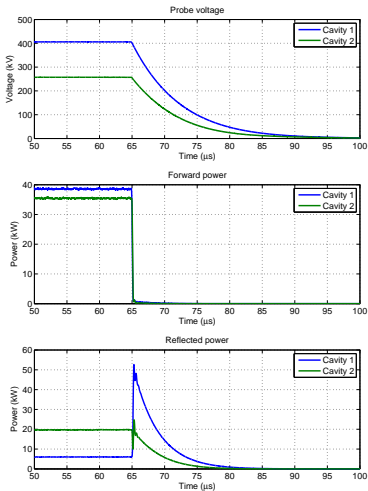 Probe voltage
500
400
300
200
100
0
Voltage (kV)
Cavity 1
Cavity 2
50 55 60 65 70 75 80 85 90 95 100
Time (μs)
Forward power
40
30
20
10
0
Power (kW)
Cavity 1
Cavity 2
50 55 60 65 70 75 80 85 90 95 100
Time (μs)
Reflected power
60
50
40
30
20
10
0
Power (kW)
Cavity 1
Cavity 2
50 55 60 65 70 75 80 85 90 95 100
Time (μs)